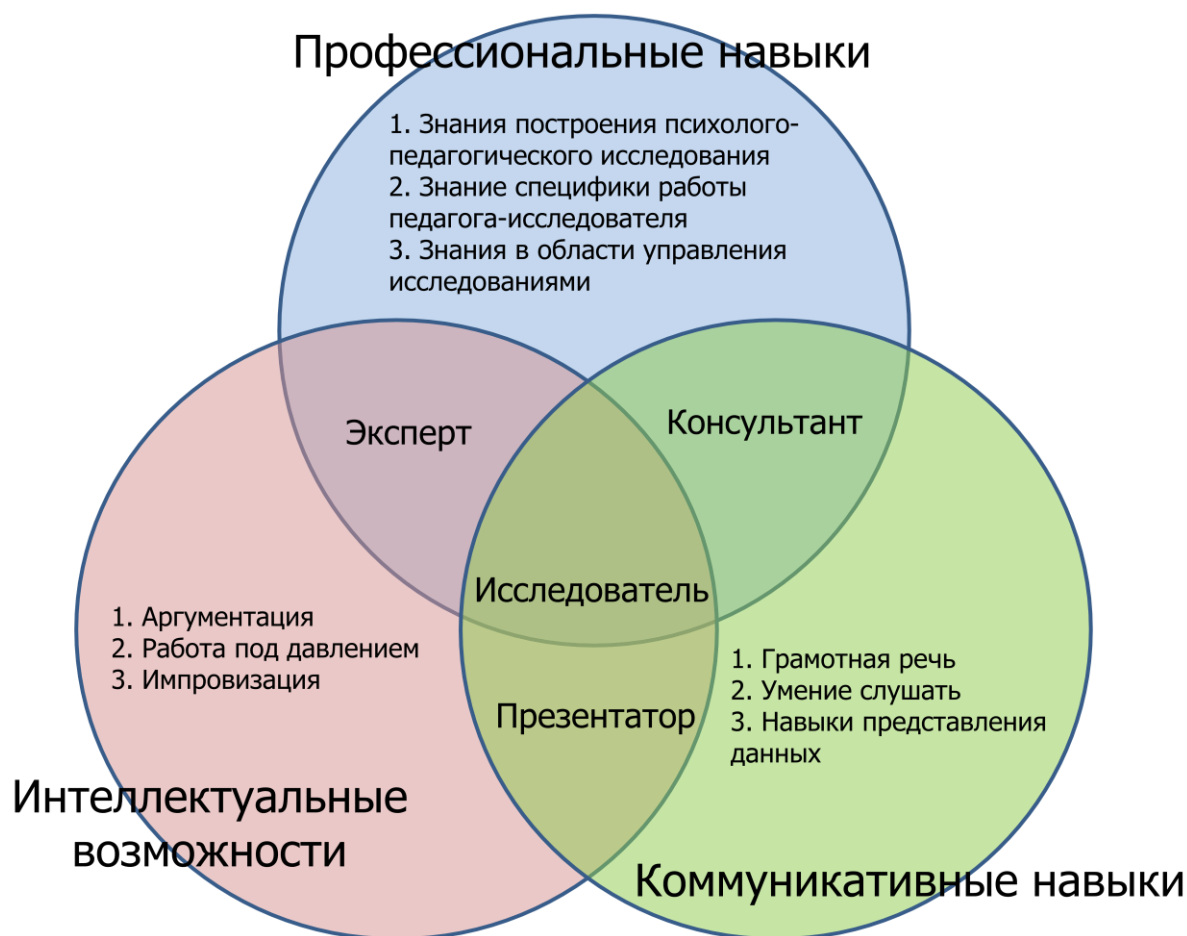 Профессиональные навыки
1. Знания построения психолого-
педагогического исследования
2. Знание специфики работы
педагога-исследователя
3. Знания в области управления
исследованиями
Эксперт
Консультант
Исследователь
1. Аргументация
2. Работа под давлением
3. Импровизация
1. Грамотная речь
2. Умение слушать
3. Навыки представления
данных
Презентатор
Интеллектуальные
возможности
Коммуникативные навыки